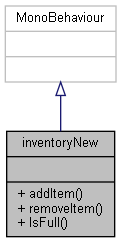 MonoBehaviour
inventoryNew
+ addItem()
+ removeItem()
+ IsFull()